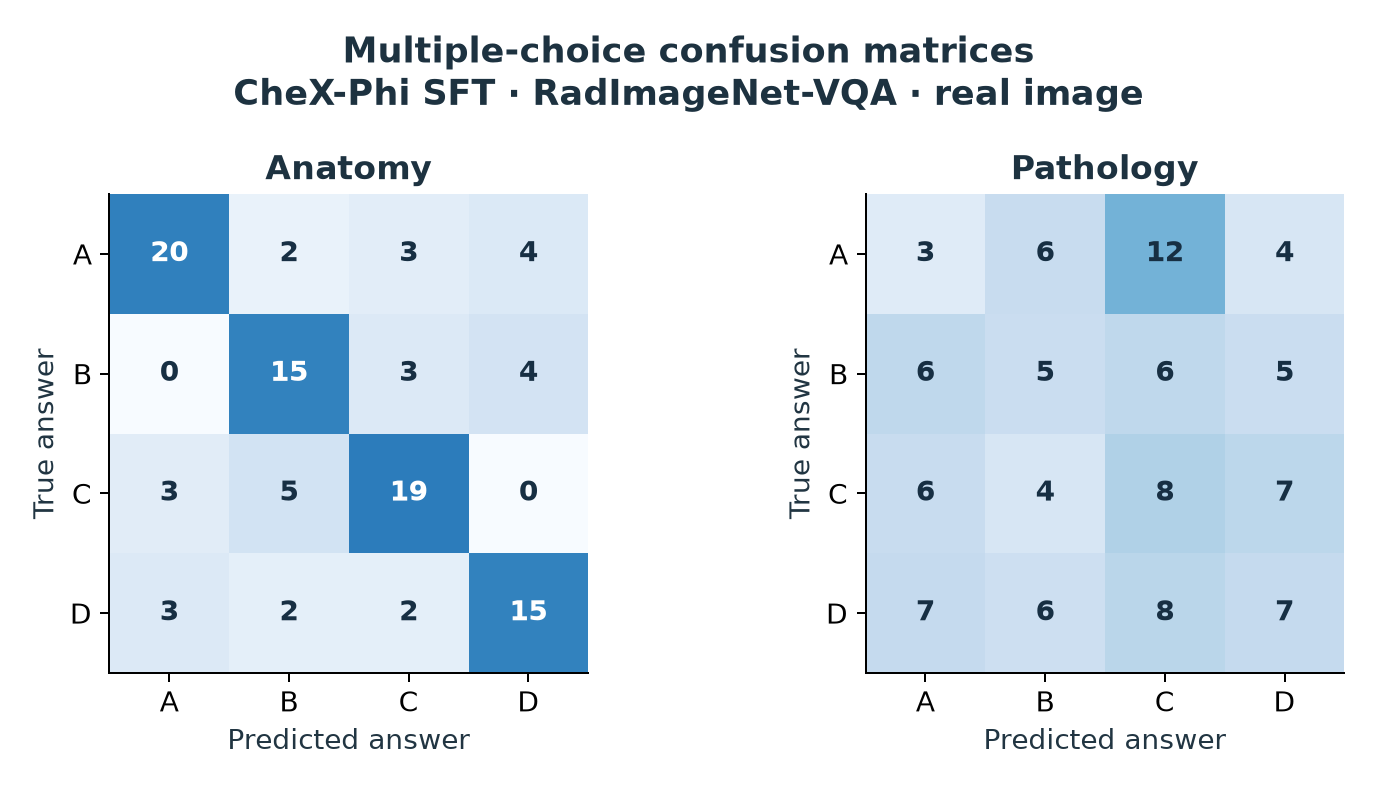 Multiple-choice confusion matrices
CheX-Phi SFT · RadImageNet-VQA · real image
Anatomy
True answer
A 20 2 3 4
B 0 15 3 4
C 3 5 19 0
D 3 2 2 15
A B C D
Predicted answer
Pathology
True answer
A 3 6 12 4
B 6 5 6 5
C 6 4 8 7
D 7 6 8 7
A B C D
Predicted answer